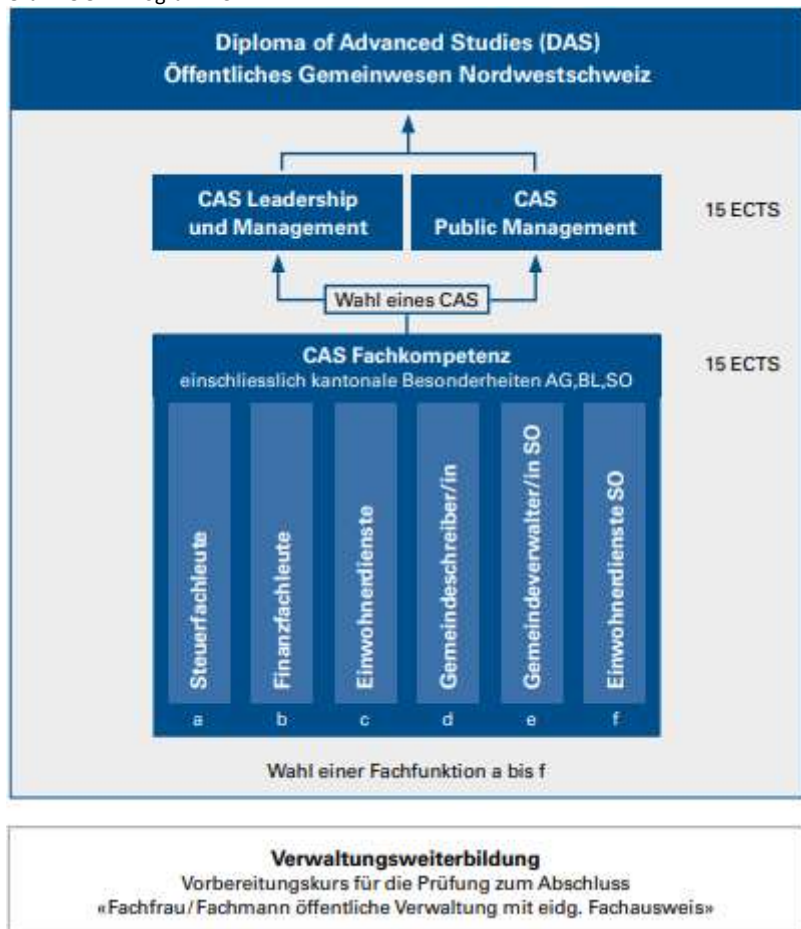 Diploma of Advanced Studies (DAS)
Öffentliches Gemeinwesen Nordwestschweiz
CAS Leadership
und Management
CAS
Public Management
15 ECTS
Wahl eines CAS
CAS Fachkompetenz
einschliesslich kantonale Besonderheiten AG,BL,SO
15 ECTS
Steuerfachleute
Finanzfachleute
Einwohnerdienste
Gemeindeschreiber/in
Gemeindeverwalter/in SO
Einwohnerdienste SO
a
b
c
d
e
f
Wahl einer Fachfunktion a bis f
Verwaltungsweiterbildung
Vorbereitungskurs für die Prüfung zum Abschluss
«Fachfrau/Fachmann öffentliche Verwaltung mit eidg. Fachausweis»